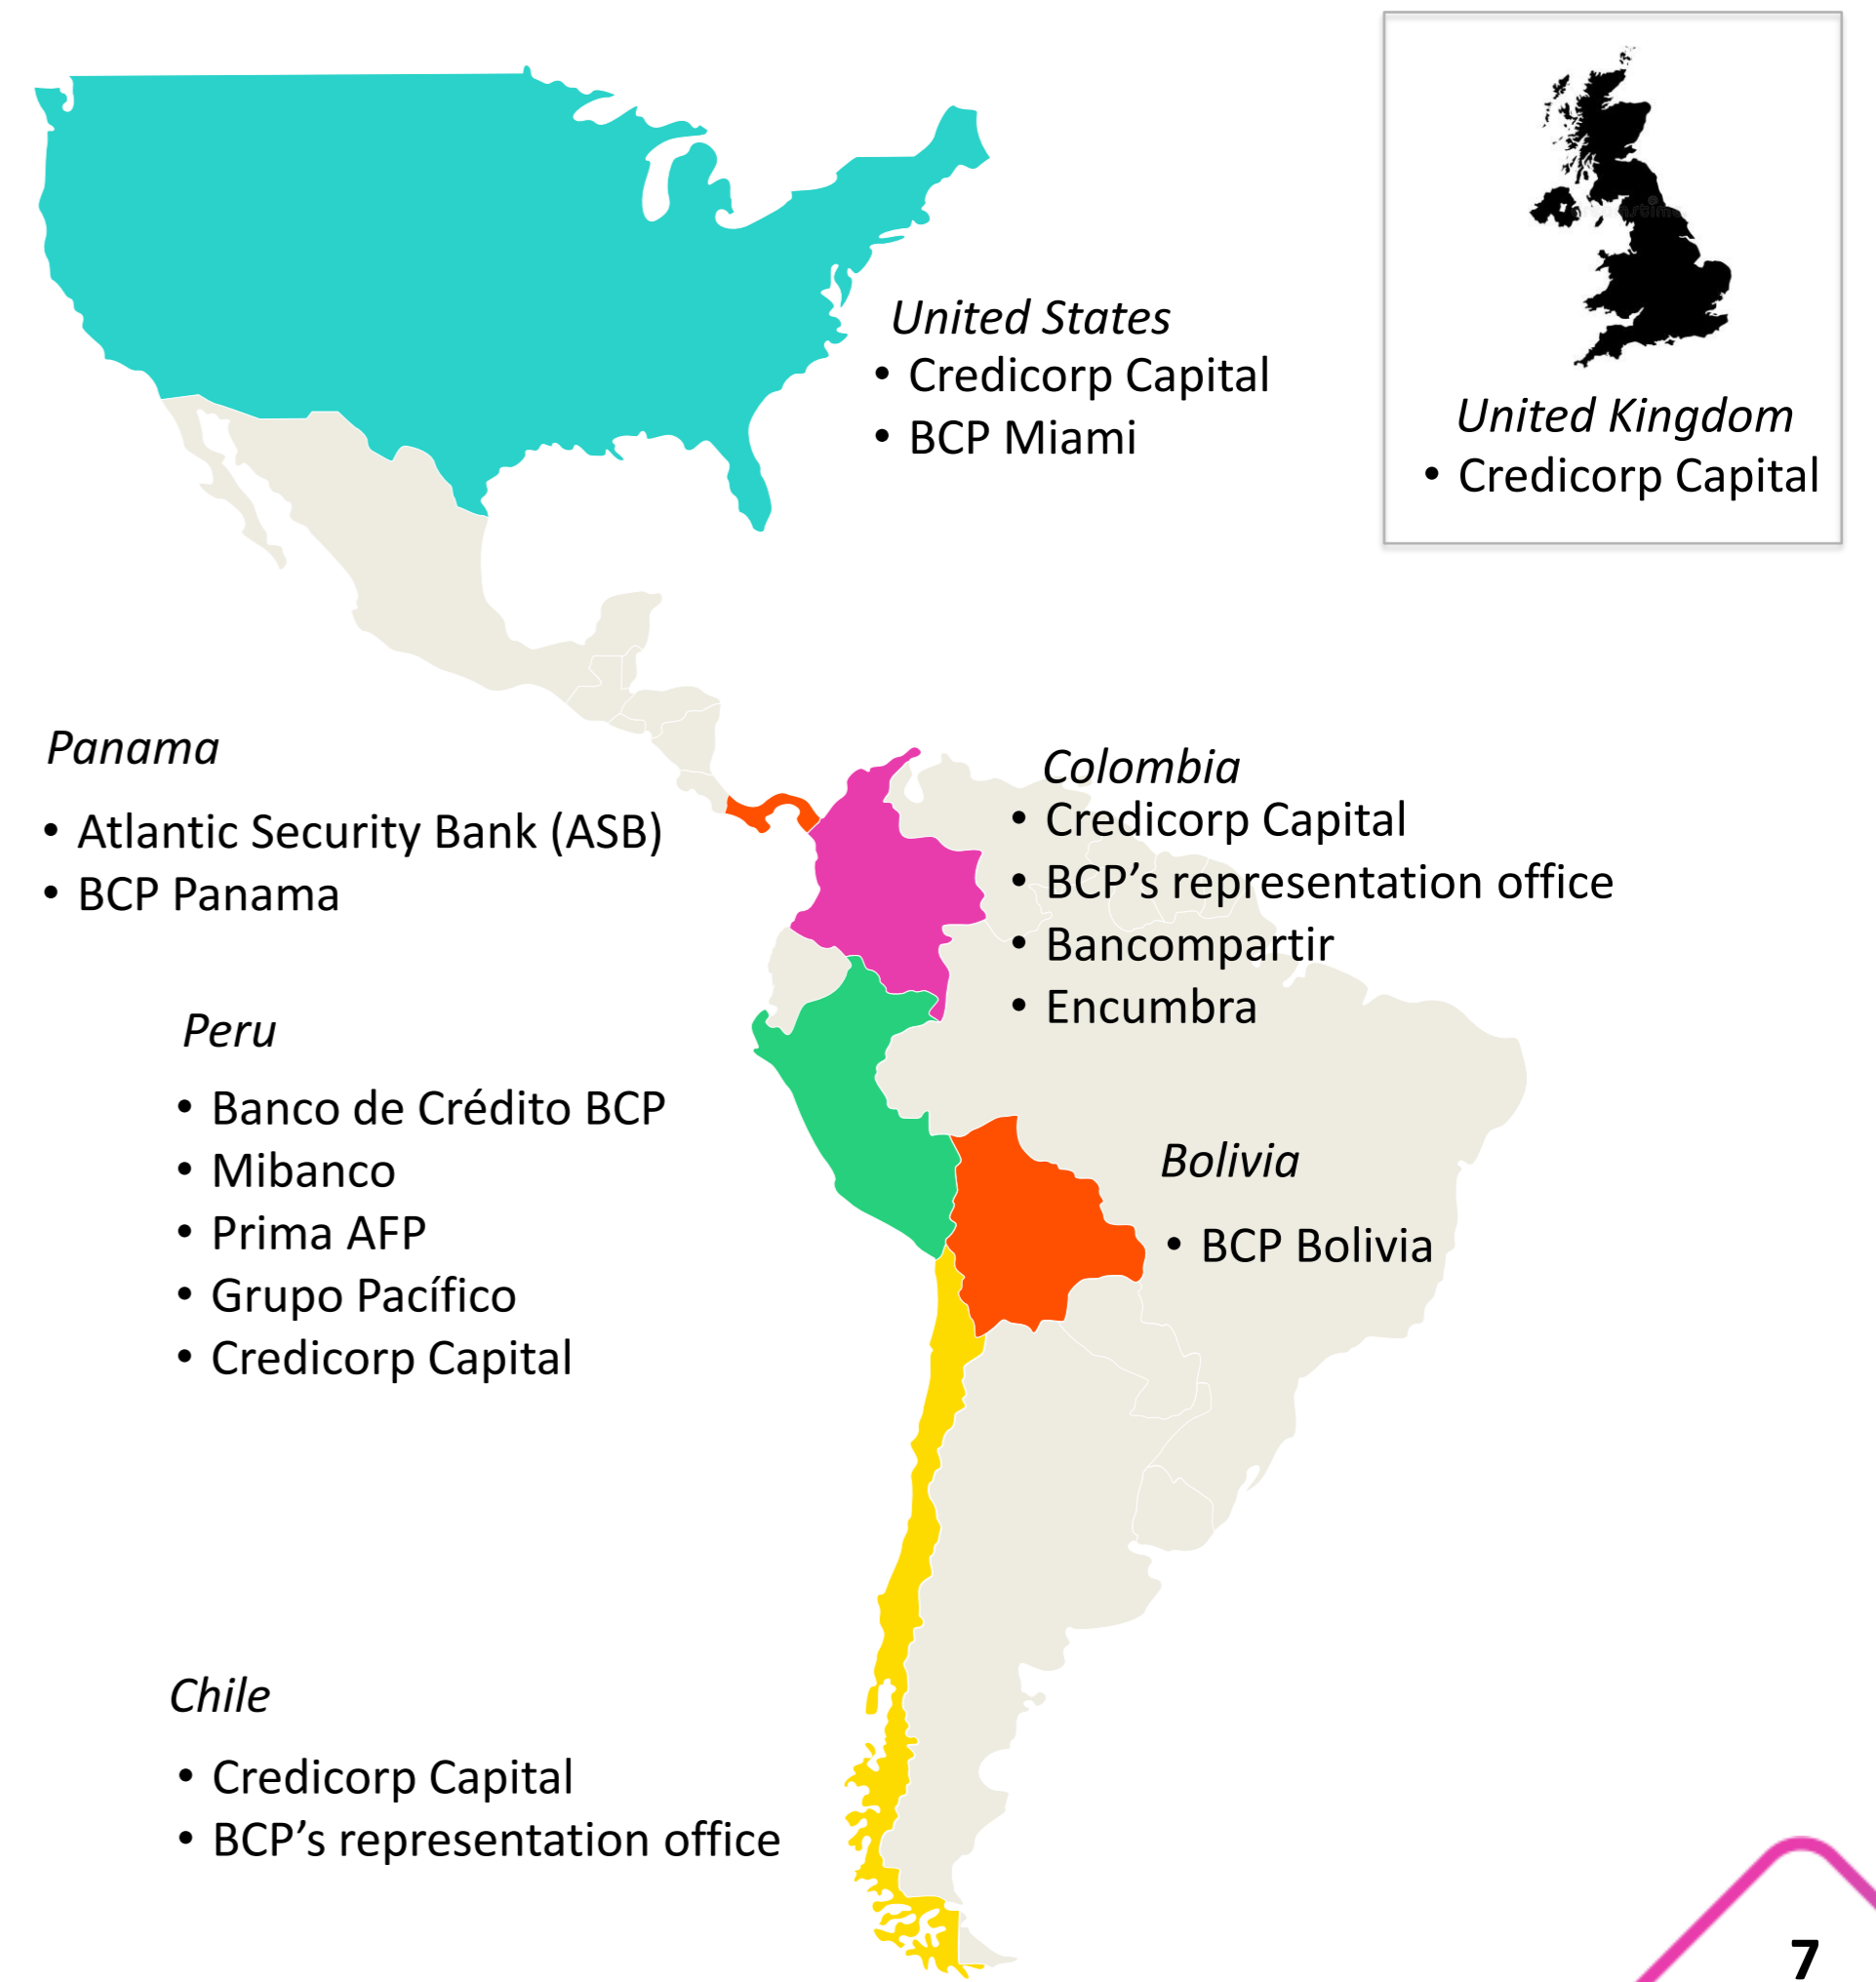 United States
• Credicorp Capital
• BCP Miami
United Kingdom
• Credicorp Capital
Panama
• Atlantic Security Bank (ASB)
• BCP Panama
Colombia
• Credicorp Capital
• BCP’s representation office
• Bancompartir
• Encumbra
Peru
• Banco de Crédito BCP
• Mibanco
• Prima AFP
• Grupo Pacífico
• Credicorp Capital
Bolivia
• BCP Bolivia
Chile
• Credicorp Capital
• BCP’s representation office
7